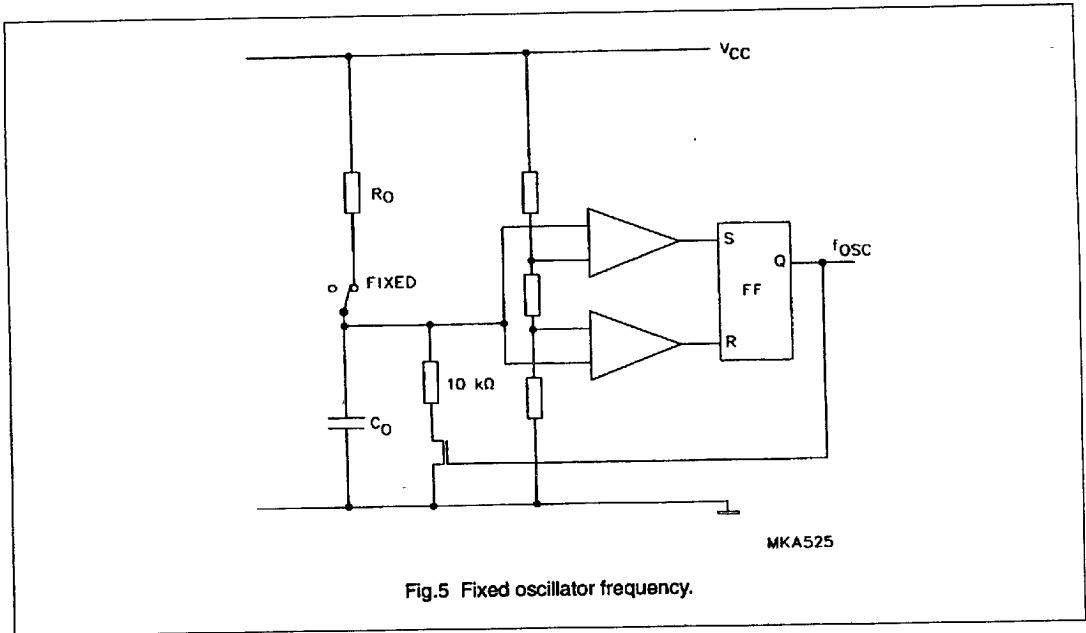 VCC
RO
FIXED
10 kΩ
CO
S
Q
FF
R
fOSC
MKA525
Fig.5 Fixed oscillator frequency.